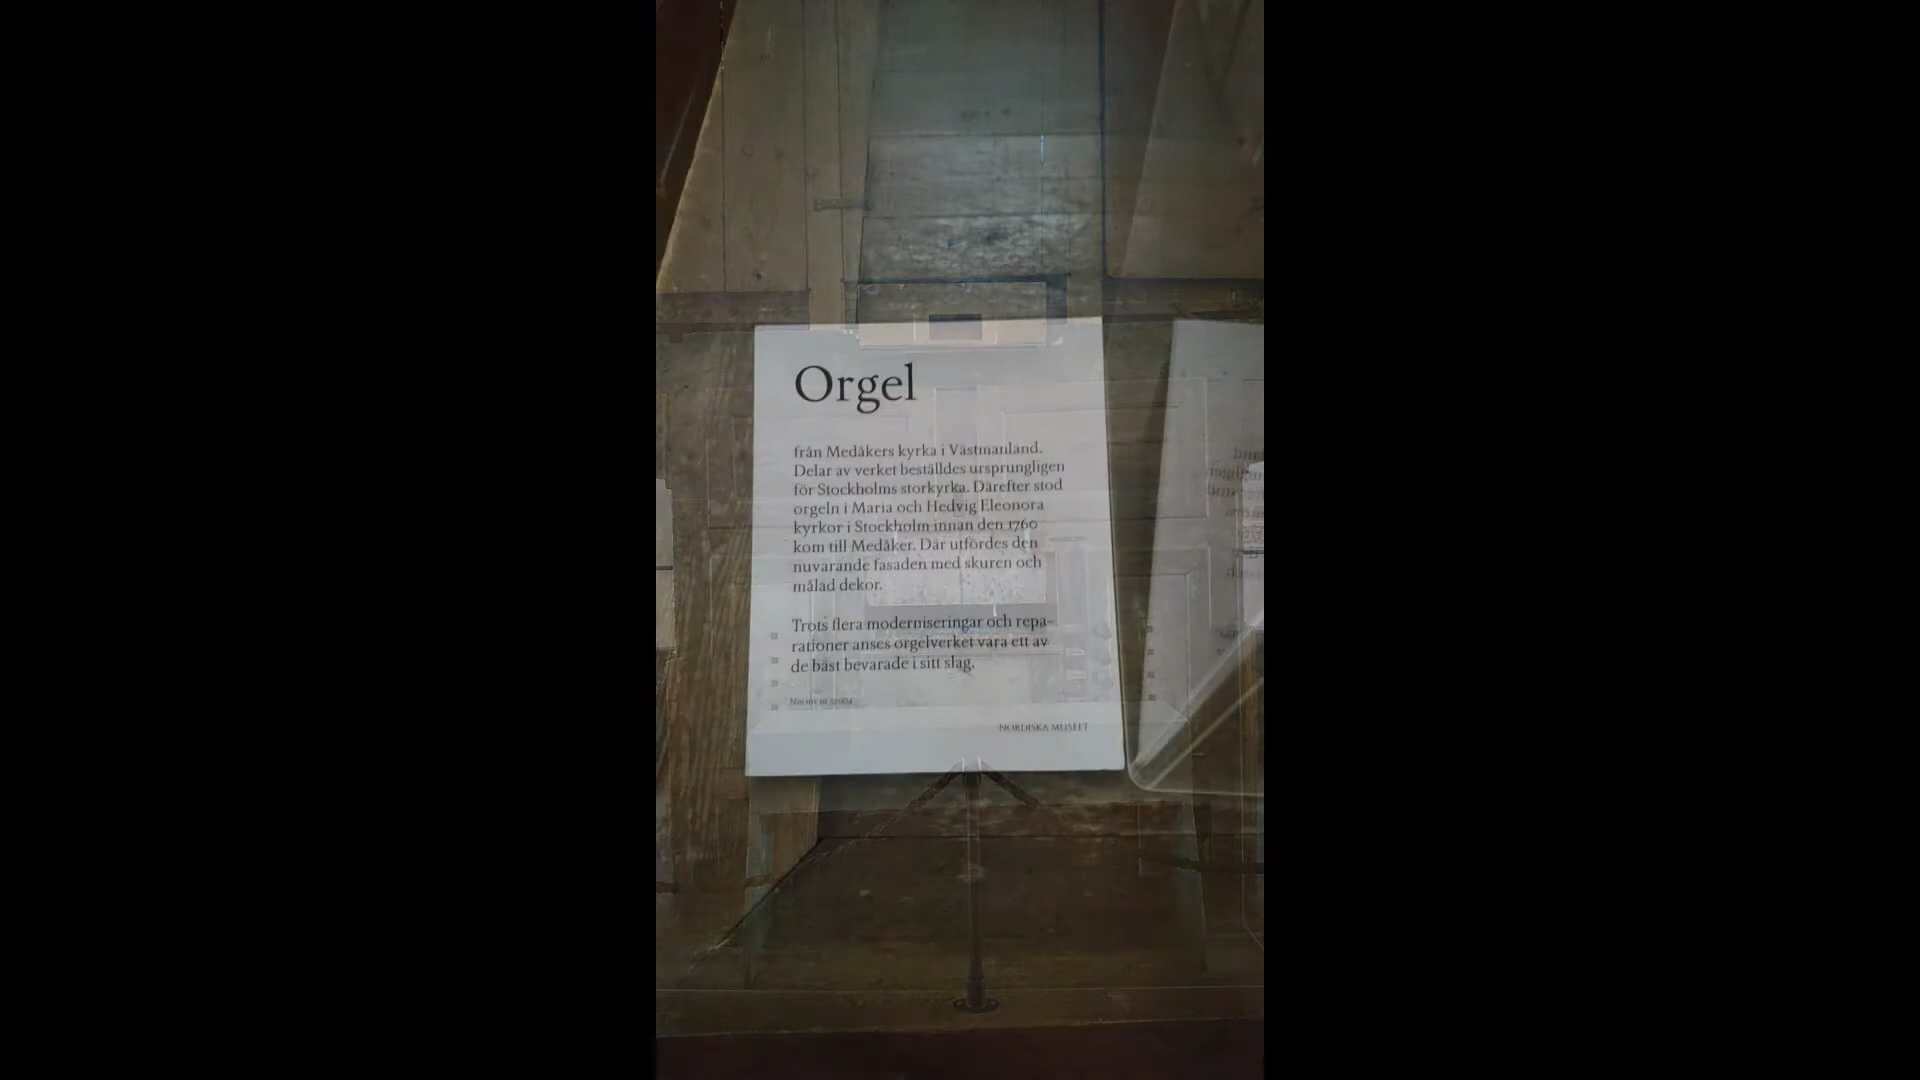 Orgel
från Medåkers kyrka i Västmanland.
Delar av verket beställdes ursprungligen
för Stockholms storkyrka. Därefter stod
orgeln i Maria och Hedvig Eleonora
kyrkor i Stockholm innan den 1760
kom till Medåker. Där utfördes den
nuvarande fasaden med skuren och
målad dekor.
Trots flera moderniseringar och repa-
rationer anses orgelverket vara ett av
de bäst bevarade i sitt slag.
NORDISKA MUSEET